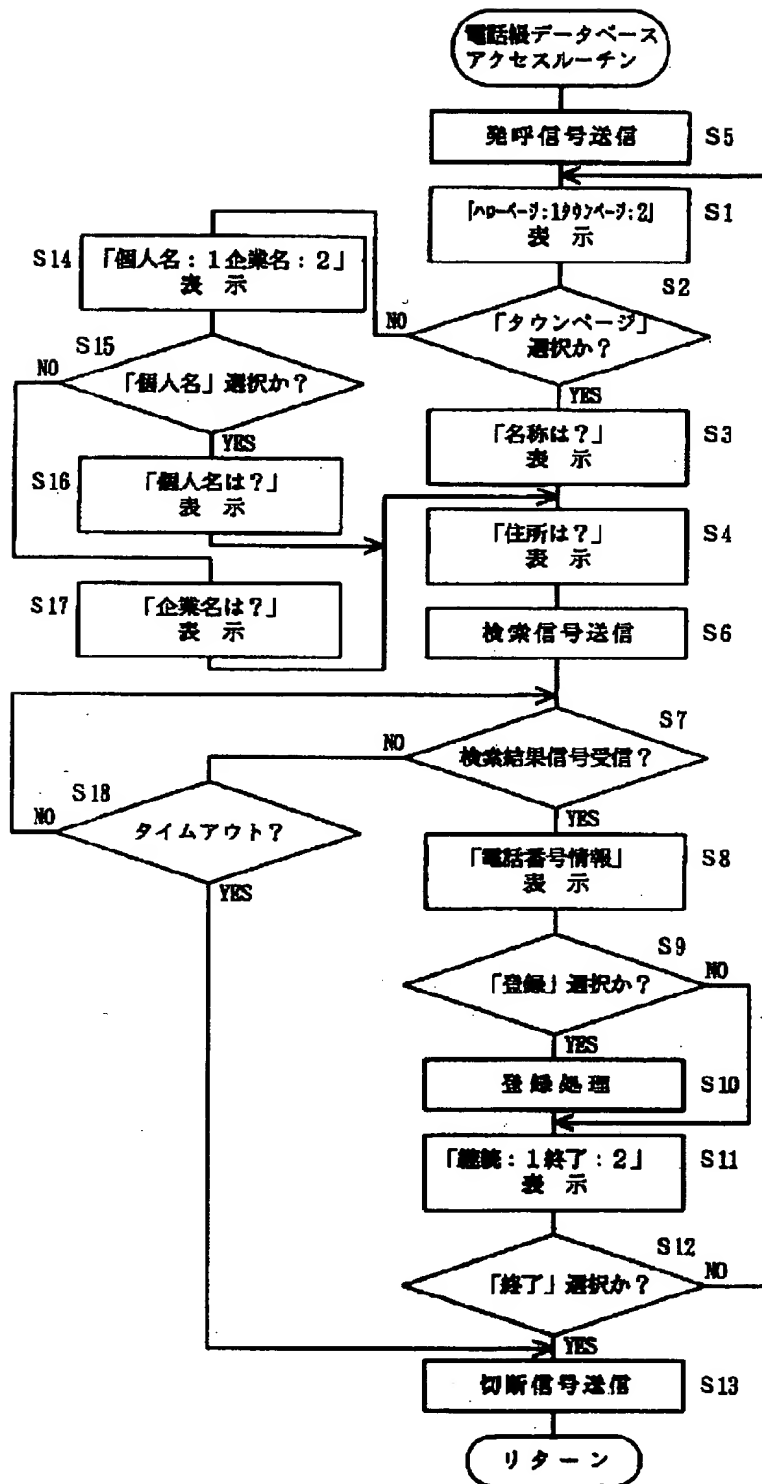 電話帳データベース
アクセスルーチン
発呼信号送信
S5
「ハローページ:1タウンページ:2」
表 示
S1
S14
「個人名:1企業名:2」
表 示
S2
「タウンページ」
選択か?
NO
YES
S15
「個人名」選択か?
NO
YES
「名称は?」
表 示
S3
S16
「個人名は?」
表 示
「住所は?」
表 示
S4
S17
「企業名は?」
表 示
検索信号送信
S6
S7
検索結果信号受信?
NO
YES
S18
タイムアウト?
NO
YES
「電話番号情報」
表 示
S8
S9
「登録」選択か?
NO
YES
登録処理
S10
「継続:1終了:2」
表 示
S11
S12
「終了」選択か?
NO
YES
切断信号送信
S13
リターン